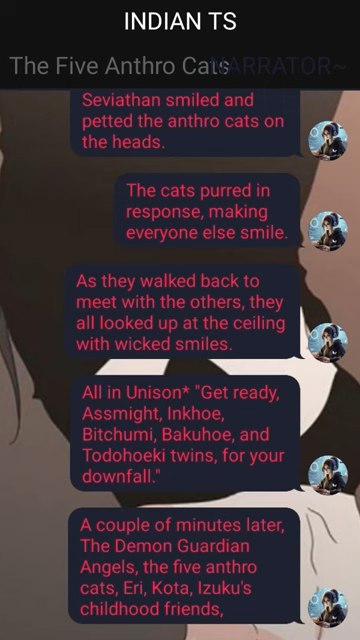 INDIAN TS
The Five Anthro Cats NARRATOR~
Seviathan smiled and
petted the anthro cats on
the heads.
The cats purred in
response, making
everyone else smile.
As they walked back to
meet with the others, they
all looked up at the ceiling
with wicked smiles.
All in Unison* "Get ready,
Assmight, Inkhoe,
Bitchumi, Bakuhoe, and
Todohoeki twins, for your
downfall."
A couple of minutes later,
The Demon Guardian
Angels, the five anthro
cats, Eri, Kota, Izuku's
childhood friends,